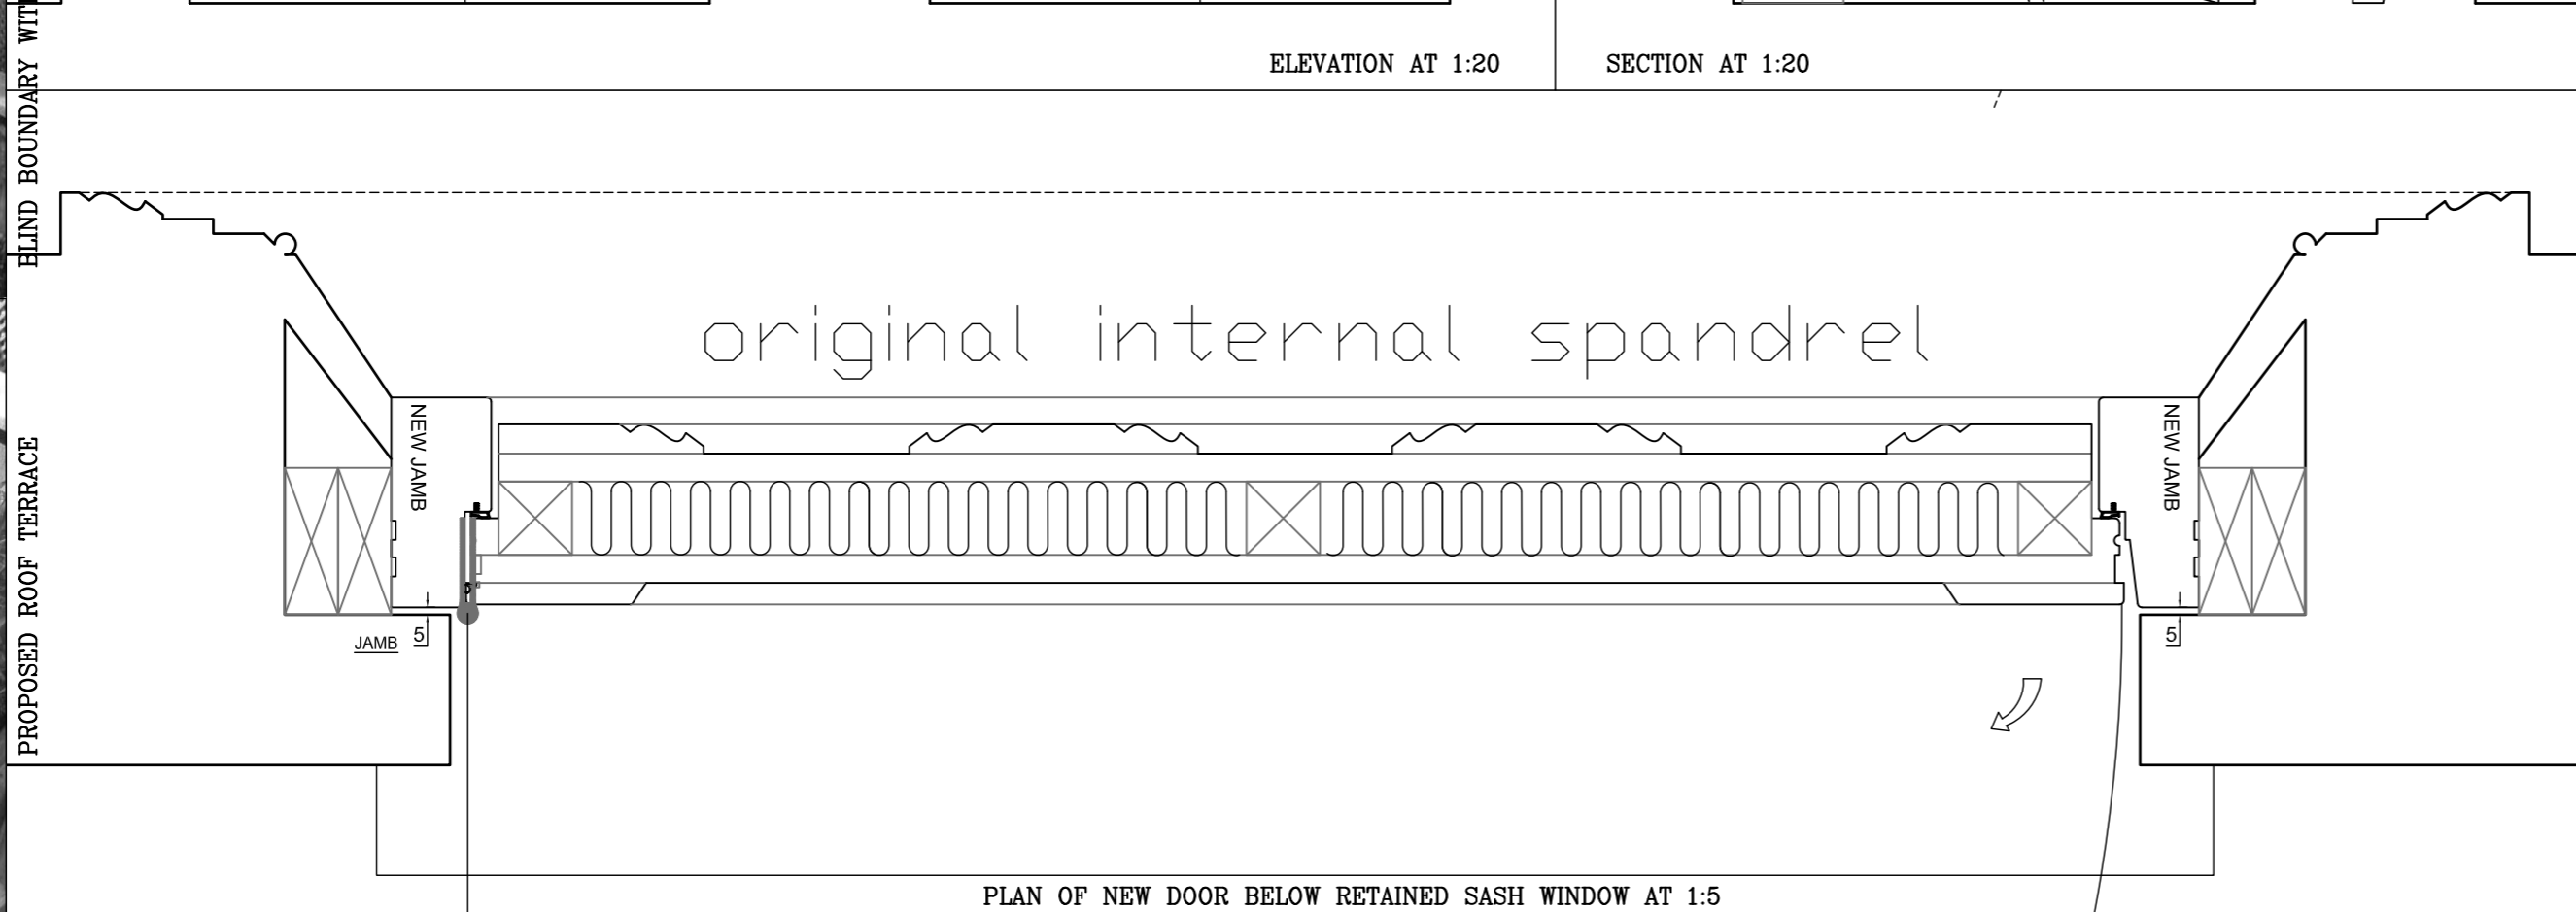 ELEVATION AT 1:20
SECTION AT 1:20
BLIND BOUNDARY
PROPOSED ROOF TERRACE
original internal spandrel
NEW JAMB
NEW JAMB
JAMB
5
5
PLAN OF NEW DOOR BELOW RETAINED SASH WINDOW AT 1:5